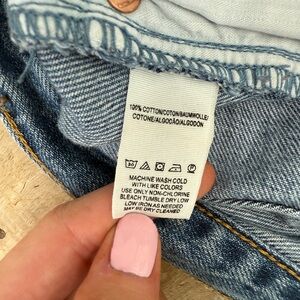 100% COTTON/COTON/BAUMWOLLE/
COTONE/ALGODÃO/ALGODÓN
MACHINE WASH COLD
WITH LIKE COLORS
USE ONLY NON-CHLORINE
BLEACH TUMBLE DRY LOW
LOW IRON AS NEEDED
MAY BE DRY CLEANED